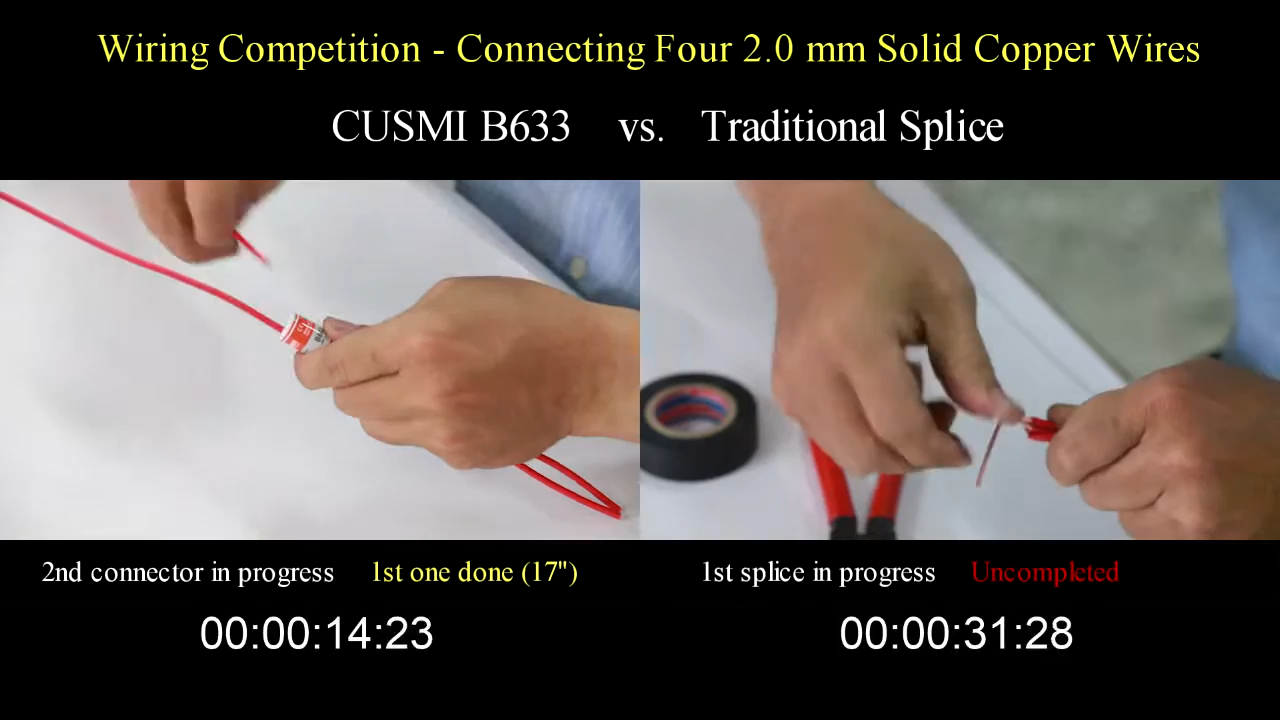 Wiring Competition - Connecting Four 2.0 mm Solid Copper Wires
CUSMI B633 vs. Traditional Splice
2nd connector in progress 1st one done (17")
1st splice in progress Uncompleted
00:00:14:23
00:00:31:28